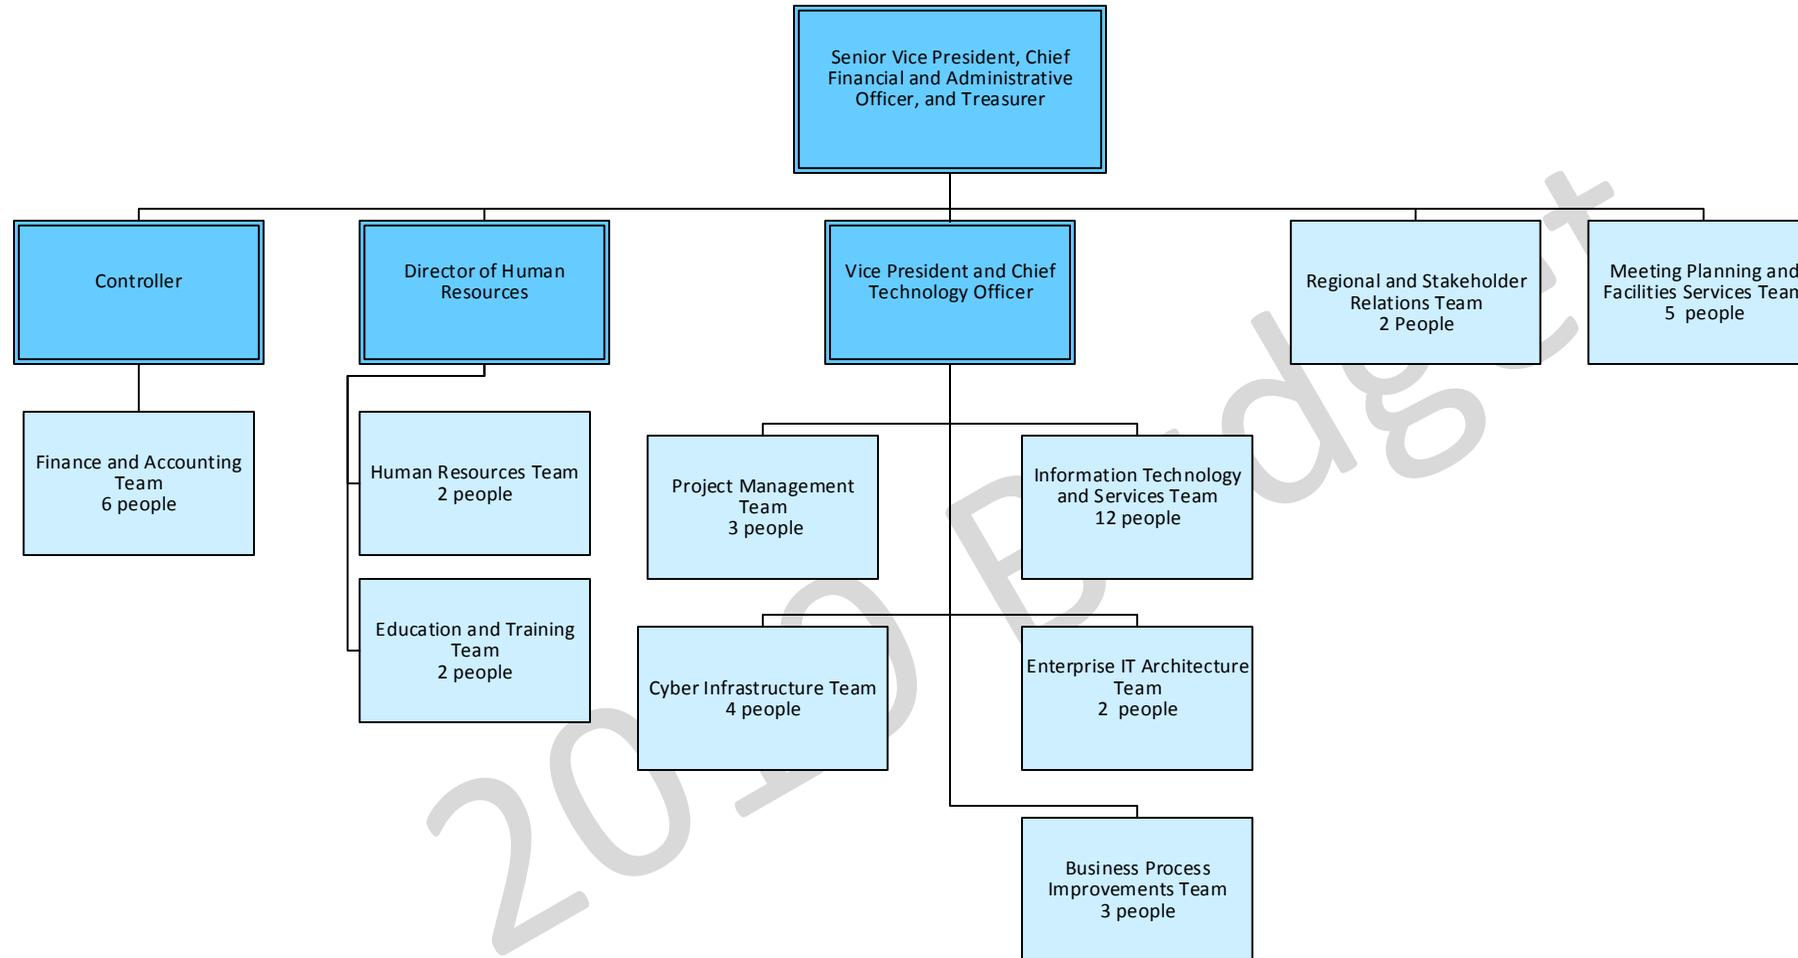 Senior Vice President, Chief
Financial and Administrative
Officer, and Treasurer
Controller
Director of Human
Resources
Vice President and Chief
Technology Officer
Regional and Stakeholder
Relations Team
2 People
Meeting Planning and
Facilities Services Team
5  people
Finance and Accounting
Team
6 people
Human Resources Team
2 people
Project Management
Team
3 people
Information Technology
and Services Team
12 people
Education and Training
Team
2 people
Cyber Infrastructure Team
4 people
Enterprise IT Architecture
Team
2  people
Business Process
Improvements Team
3 people